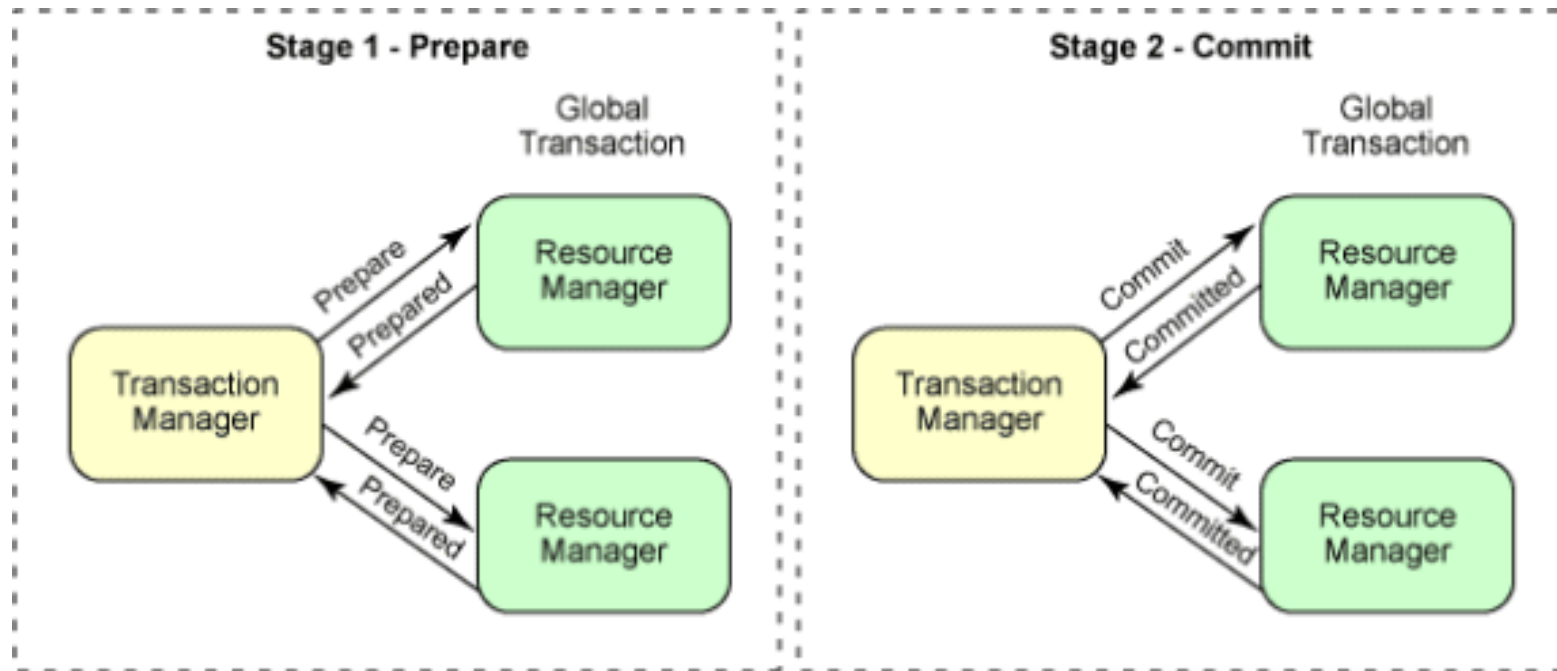 Stage 1 - Prepare
Global
Transaction
Resource
Manager
Prepare
Prepared
Transaction
Manager
Prepare
Prepared
Resource
Manager
Stage 2 - Commit
Global
Transaction
Resource
Manager
Commit
Committed
Transaction
Manager
Commit
Committed
Resource
Manager